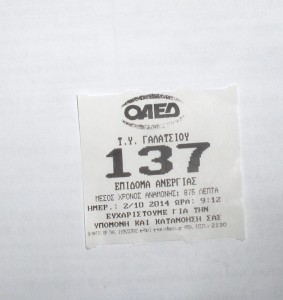 ΟΑΕΔ
Τ.Υ. ΓΑΛΑΤΣΙΟΥ
137
ΕΠΙΔΟΜΑ ΑΝΕΡΓΙΑΣ
ΜΕΣΟΣ ΧΡΟΝΟΣ ΑΝΑΜΟΝΗΣ: 875 ΛΕΠΤΑ
ΗΜΕΡ.: 2/10 2014 ΩΡΑ: 9:12
ΕΥΧΑΡΙΣΤΟΥΜΕ ΓΙΑ ΤΗΝ
ΥΠΟΜΟΝΗ ΚΑΙ ΚΑΤΑΝΟΗΣΗ ΣΑΣ